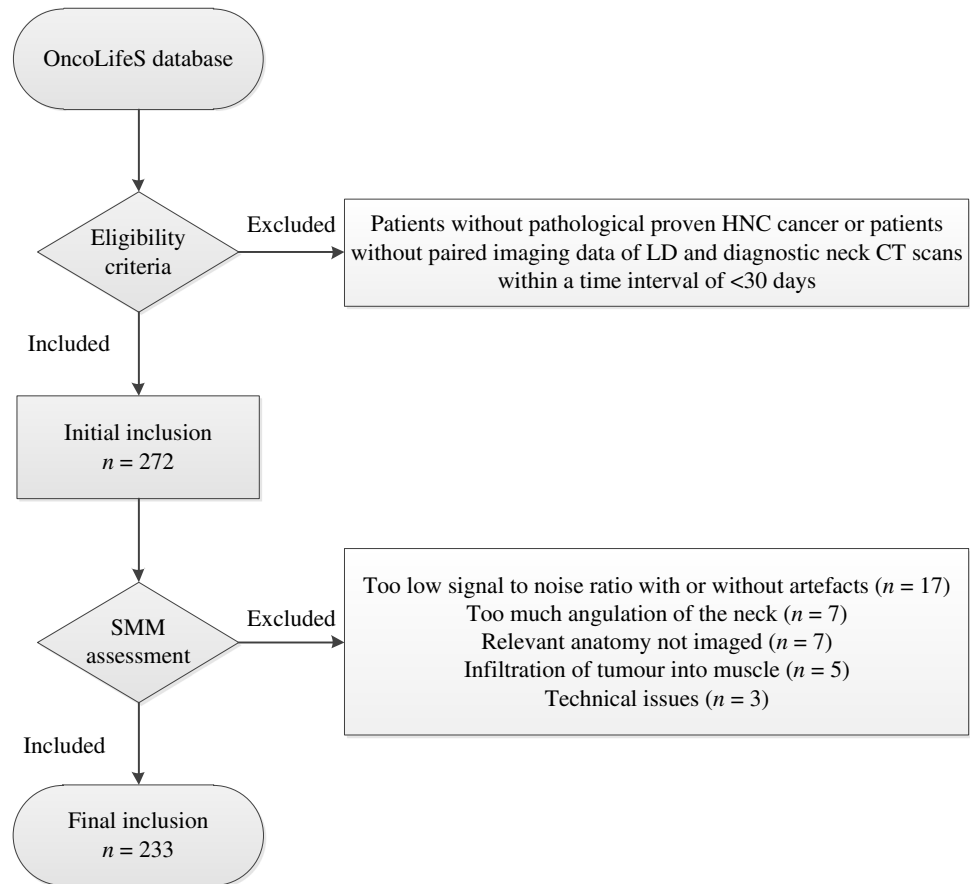 OncoLifeS database
Eligibility
criteria
Excluded
Patients without pathological proven HNC cancer or patients
without paired imaging data of LD and diagnostic neck CT scans
within a time interval of <30 days
Included
Initial inclusion
n = 272
SMM
assessment
Excluded
Too low signal to noise ratio with or without artefacts (n = 17)
Too much angulation of the neck (n = 7)
Relevant anatomy not imaged (n = 7)
Infiltration of tumour into muscle (n = 5)
Technical issues (n = 3)
Included
Final inclusion
n = 233